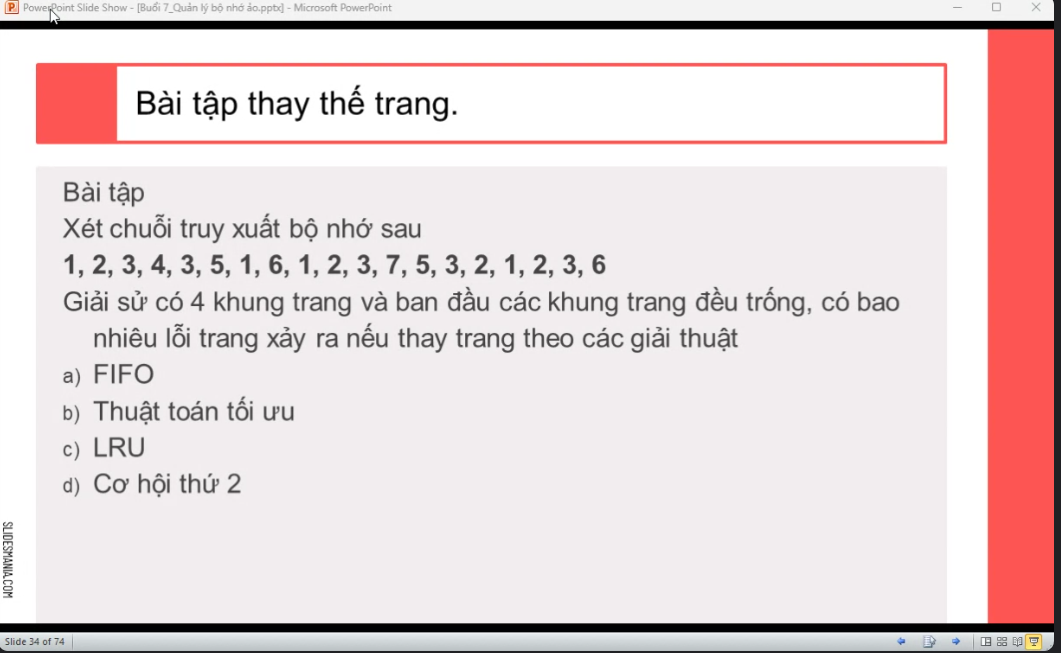 PowerPoint Slide Show - [Buổi 7_Quản lý bộ nhớ ảo.pptx] - Microsoft PowerPoint
Bài tập thay thế trang.
Bài tập
Xét chuỗi truy xuất bộ nhớ sau
1, 2, 3, 4, 3, 5, 1, 6, 1, 2, 3, 7, 5, 3, 2, 1, 2, 3, 6
Giải sử có 4 khung trang và ban đầu các khung trang đều trống, có bao
nhiêu lỗi trang xảy ra nếu thay trang theo các giải thuật
a) FIFO
b) Thuật toán tối ưu
c) LRU
d) Cơ hội thứ 2
SLIDESMANIA.COM
Slide 34 of 74